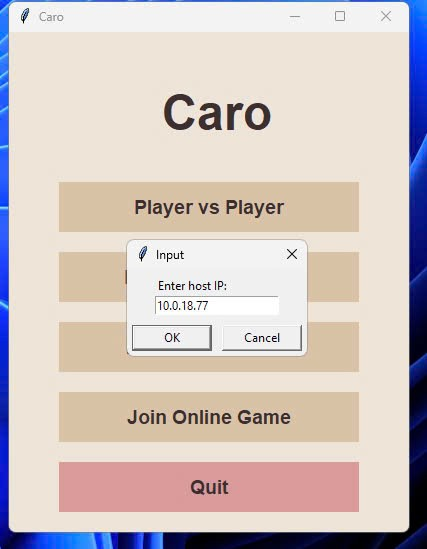 Caro
Caro
Player vs Player
Input
Enter host IP:
10.0.18.77
OK
Cancel
Join Online Game
Quit